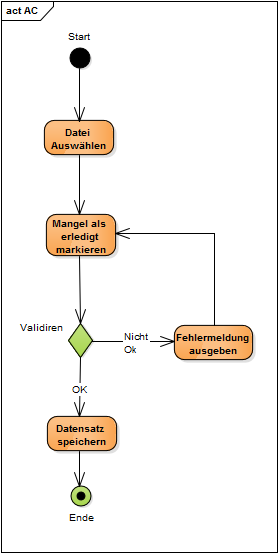 act AC
Start
Datei
Auswählen
Mangel als
erledigt
markieren
Validiren
Nicht
Ok
Fehlermeldung
ausgeben
OK
Datensatz
speichern
Ende